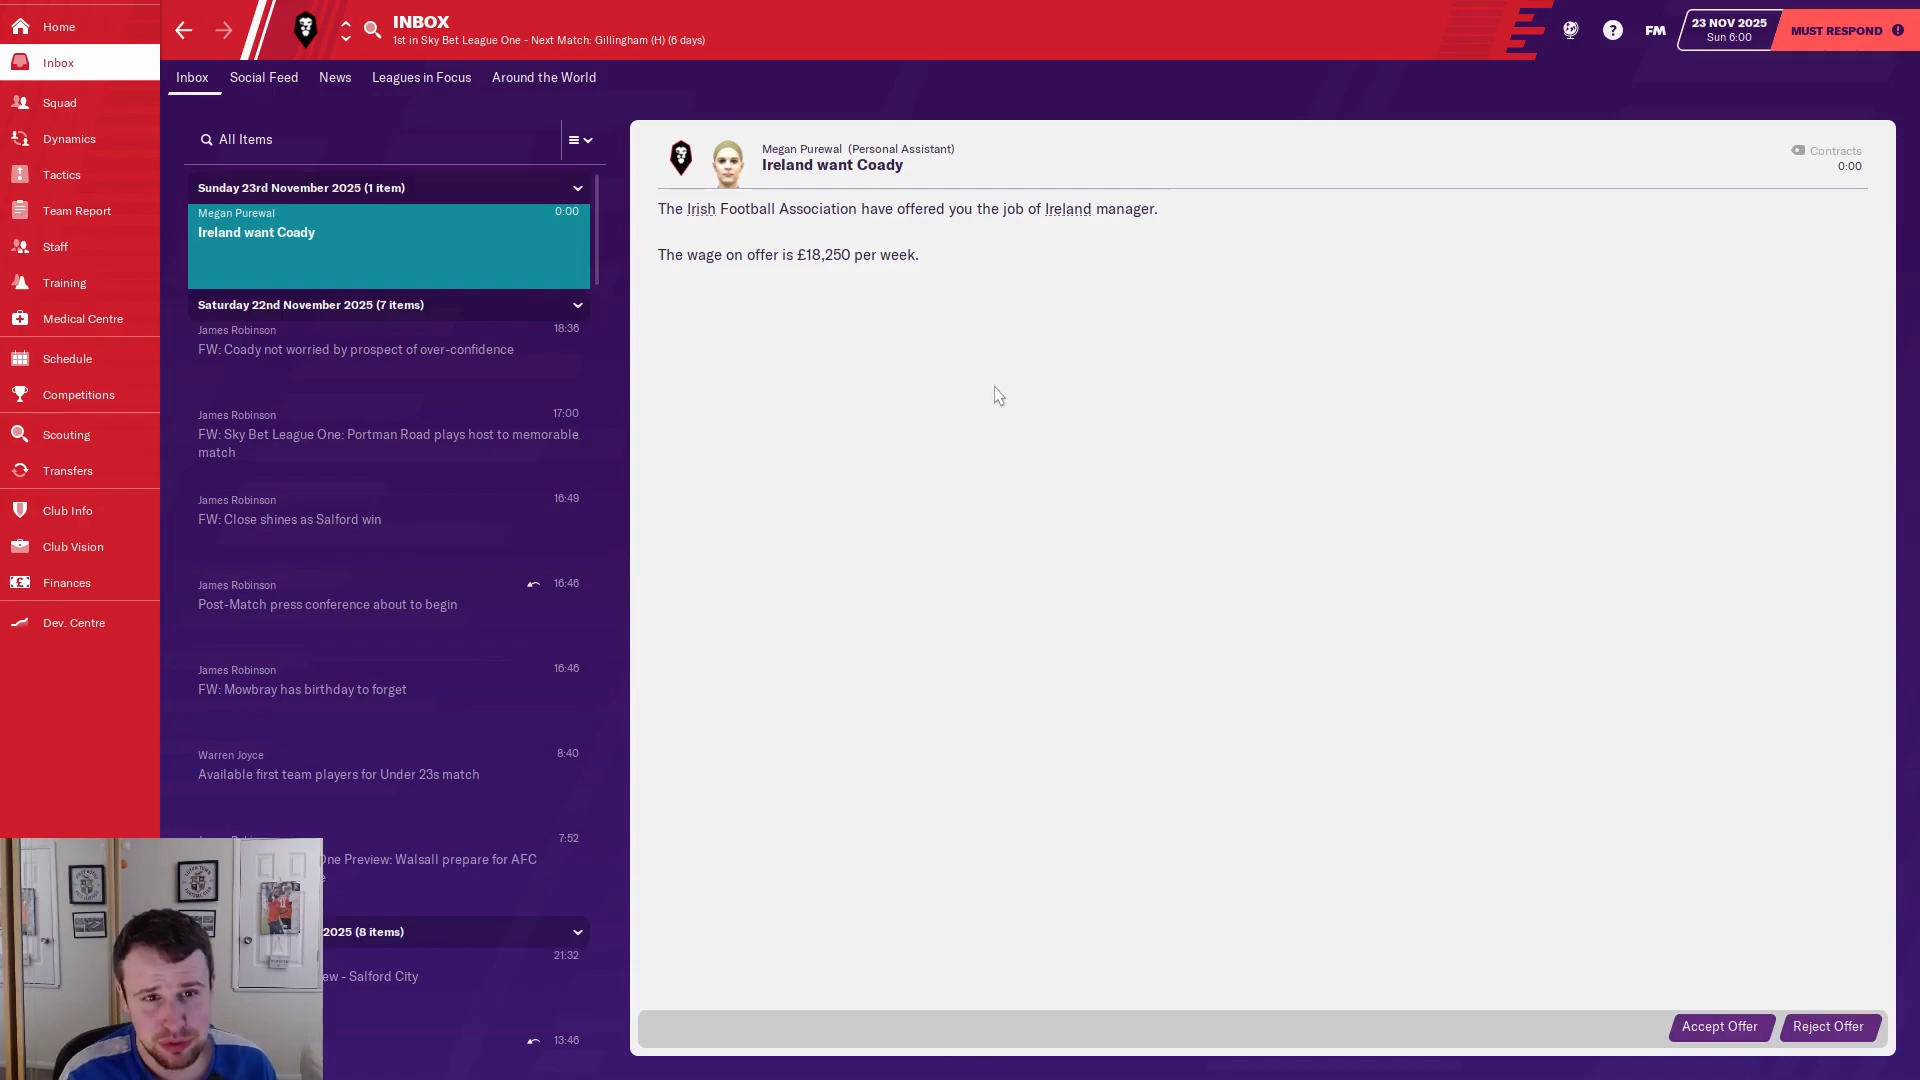 Home
Inbox
Squad
Dynamics
Tactics
Team Report
Staff
Training
Medical Centre
Schedule
Competitions
Scouting
Transfers
Club Info
Club Vision
Finances
Dev. Centre
INBOX
1st in Sky Bet League One - Next Match: Gillingham (H) (6 days)
FM
23 NOV 2025
Sun 6:00
MUST RESPOND
Inbox Social Feed News Leagues in Focus Around the World
All Items
Sunday 23rd November 2025 (1 item)
Megan Purewal 0:00
Ireland want Coady
Saturday 22nd November 2025 (7 items)
James Robinson 18:36
FW: Coady not worried by prospect of over-confidence
James Robinson 17:00
FW: Sky Bet League One: Portman Road plays host to memorable
match
James Robinson 16:49
FW: Close shines as Salford win
James Robinson 16:46
Post-Match press conference about to begin
James Robinson 16:46
FW: Mowbray has birthday to forget
Warren Joyce 8:40
Available first team players for Under 23s match
7:52
One Preview: Walsall prepare for AFC
2025 (8 items)
21:32
ew - Salford City
13:46
Megan Purewal (Personal Assistant)
Ireland want Coady
Contracts
0:00
The Irish Football Association have offered you the job of Ireland manager.
The wage on offer is £18,250 per week.
Accept Offer
Reject Offer